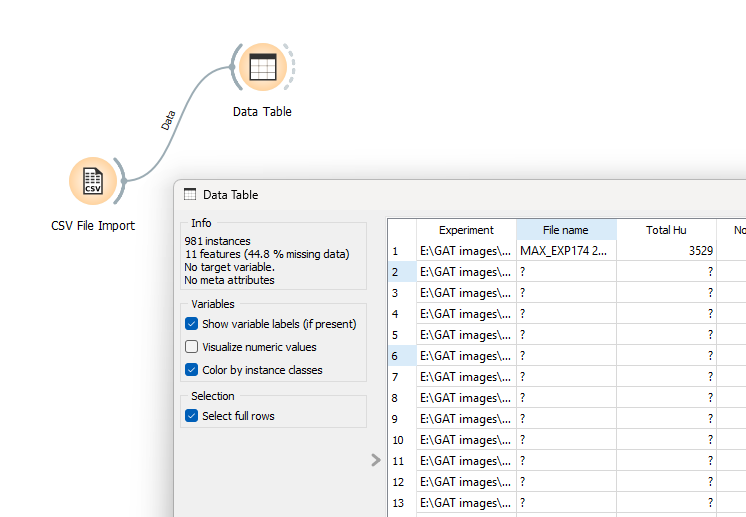 Data Table
Data
CSV
CSV File Import
Data Table
Info
981 instances
11 features (44.8 % missing data)
No target variable.
No meta attributes
Variables
Show variable labels (if present)
Visualize numeric values
Color by instance classes
Selection
Select full rows
Experiment File name Total Hu No
1 E:\GAT images\... MAX_EXP174 2... 3529
2 E:\GAT images\... ? ?
3 E:\GAT images\... ? ?
4 E:\GAT images\... ? ?
5 E:\GAT images\... ? ?
6 E:\GAT images\... ? ?
7 E:\GAT images\... ? ?
8 E:\GAT images\... ? ?
9 E:\GAT images\... ? ?
10 E:\GAT images\... ? ?
11 E:\GAT images\... ? ?
12 E:\GAT images\... ? ?
13 E:\GAT images\... ? ?